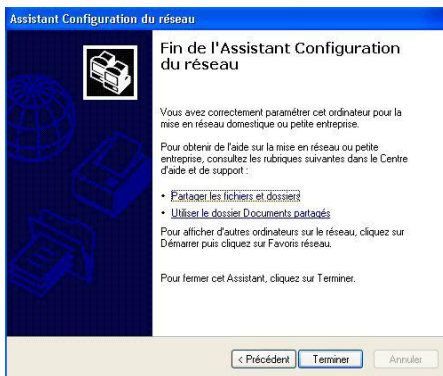 Assistant Configuration du réseau
Fin de l'Assistant Configuration
du réseau
Vous avez correctement paramétrer cet ordinateur pour la
mise en réseau domestique ou petite entreprise.
Pour obtenir de l'aide sur la mise en réseau ou petite
entreprise, consultez les rubriques suivantes dans le Centre
d'aide et de support :
• Partager les fichiers et dossiers
• Utiliser le dossier Documents partagés
Pour afficher d'autres ordinateurs sur le réseau, cliquez sur
Démarrer puis cliquez sur Favoris réseau.
Pour fermer cet Assistant, cliquez sur Terminer.
< Précédent Terminer Annuler